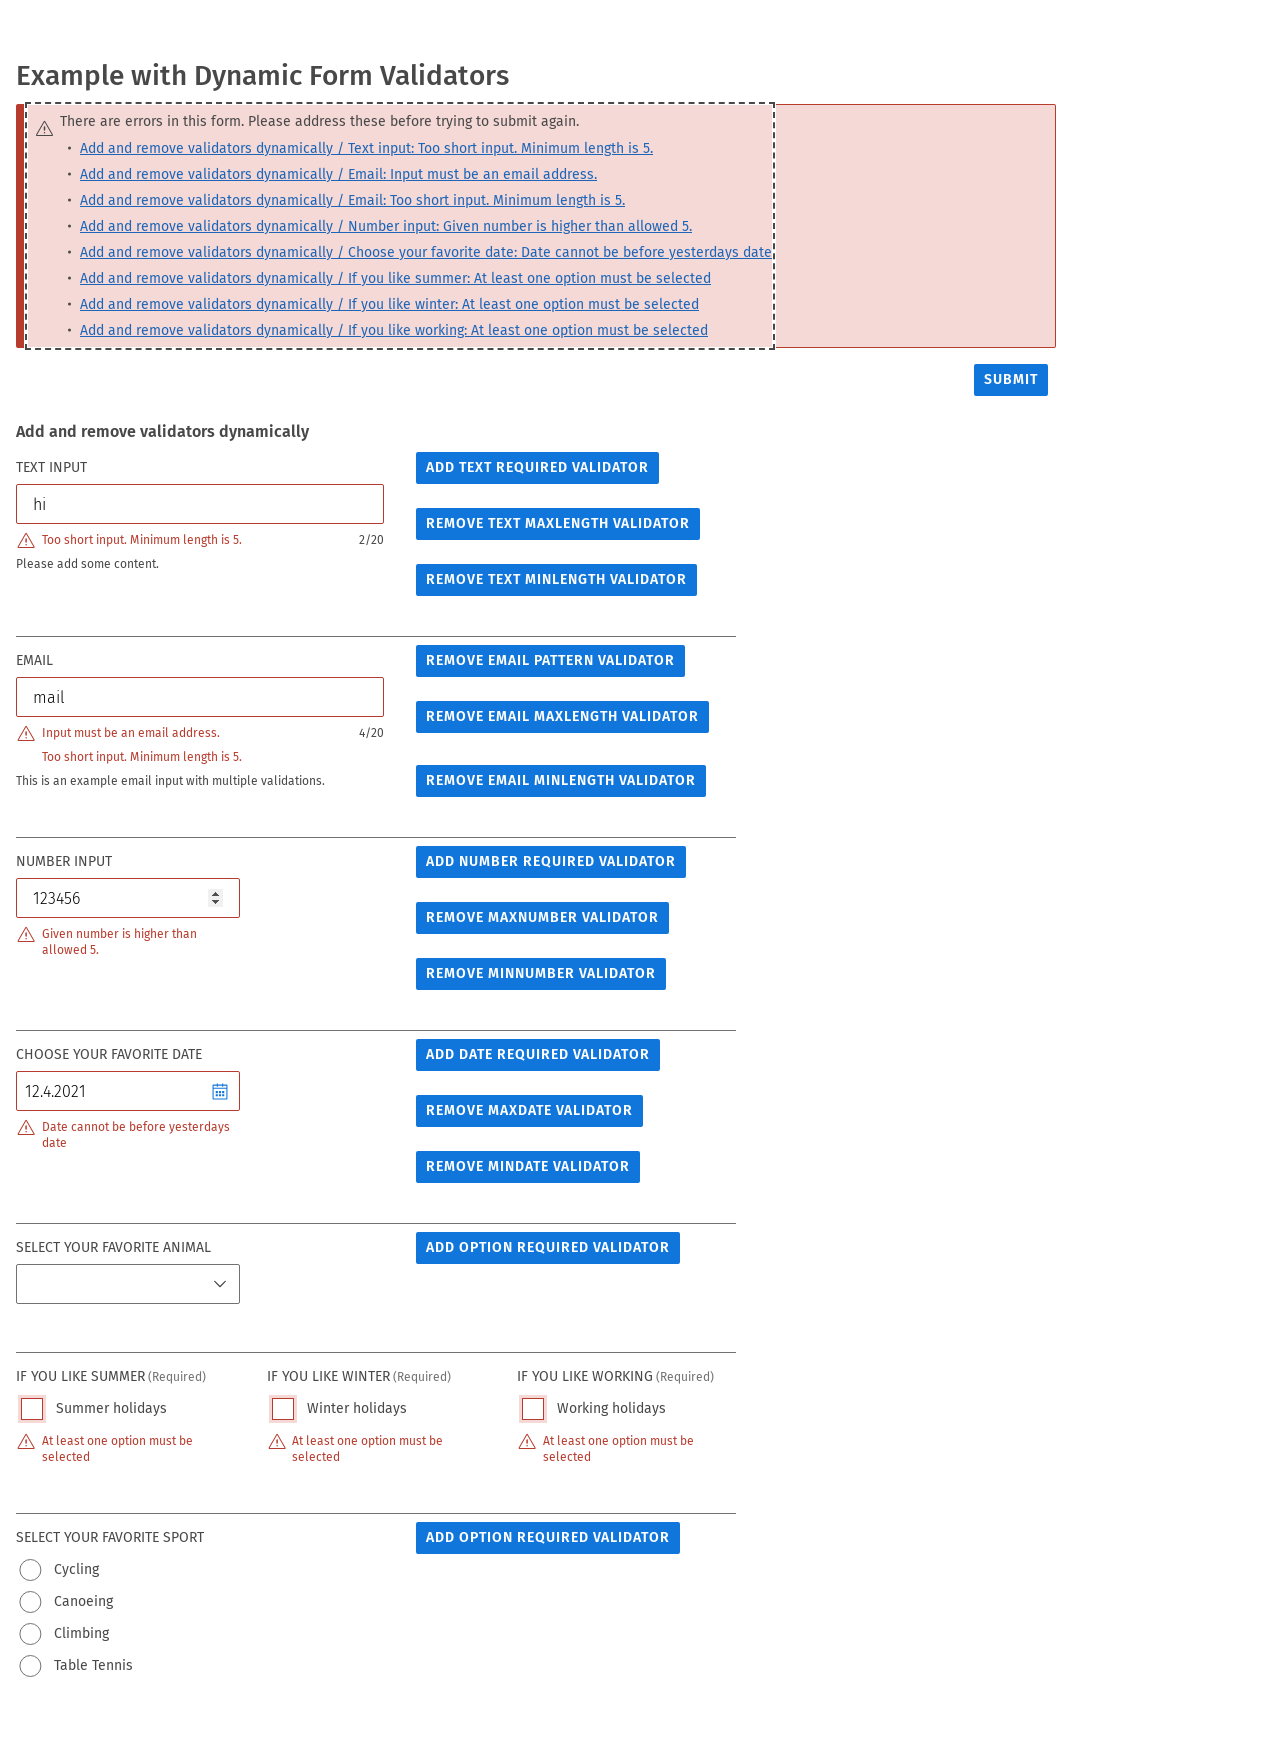 Example with Dynamic Form Validators
There are errors in this form. Please address these before trying to submit again.
• Add and remove validators dynamically / Text input: Too short input. Minimum length is 5.
• Add and remove validators dynamically / Email: Input must be an email address.
• Add and remove validators dynamically / Email: Too short input. Minimum length is 5.
• Add and remove validators dynamically / Number input: Given number is higher than allowed 5.
• Add and remove validators dynamically / Choose your favorite date: Date cannot be before yesterdays date
• Add and remove validators dynamically / If you like summer: At least one option must be selected
• Add and remove validators dynamically / If you like winter: At least one option must be selected
• Add and remove validators dynamically / If you like working: At least one option must be selected
SUBMIT
Add and remove validators dynamically
TEXT INPUT
hi
Too short input. Minimum length is 5.
2/20
Please add some content.
ADD TEXT REQUIRED VALIDATOR
REMOVE TEXT MAXLENGTH VALIDATOR
REMOVE TEXT MINLENGTH VALIDATOR
EMAIL
mail
Input must be an email address.
4/20
Too short input. Minimum length is 5.
This is an example email input with multiple validations.
REMOVE EMAIL PATTERN VALIDATOR
REMOVE EMAIL MAXLENGTH VALIDATOR
REMOVE EMAIL MINLENGTH VALIDATOR
NUMBER INPUT
123456
Given number is higher than
allowed 5.
ADD NUMBER REQUIRED VALIDATOR
REMOVE MAXNUMBER VALIDATOR
REMOVE MINNUMBER VALIDATOR
CHOOSE YOUR FAVORITE DATE
12.4.2021
Date cannot be before yesterdays
date
ADD DATE REQUIRED VALIDATOR
REMOVE MAXDATE VALIDATOR
REMOVE MINDATE VALIDATOR
SELECT YOUR FAVORITE ANIMAL
ADD OPTION REQUIRED VALIDATOR
IF YOU LIKE SUMMER (Required)
Summer holidays
At least one option must be
selected
IF YOU LIKE WINTER (Required)
Winter holidays
At least one option must be
selected
IF YOU LIKE WORKING (Required)
Working holidays
At least one option must be
selected
SELECT YOUR FAVORITE SPORT
Cycling
Canoeing
Climbing
Table Tennis
ADD OPTION REQUIRED VALIDATOR